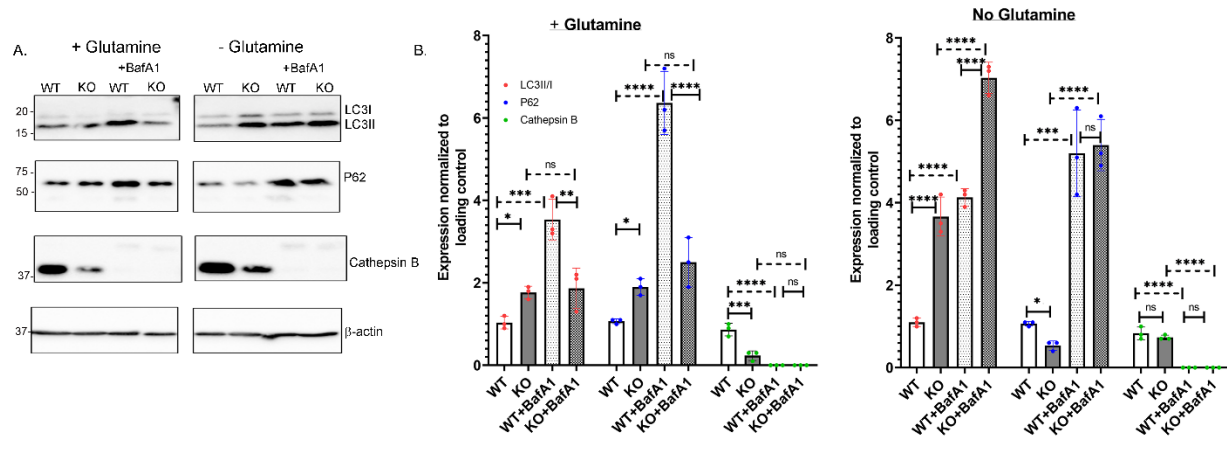 A.
+ Glutamine
- Glutamine
+BafA1
+BafA1
WT KO WT KO
WT KO WT KO
20
15
LC3I
LC3II
75
50
P62
37
Cathepsin B
37
β-actin
B.
+ Glutamine
Expression normalized to
loading control
8
6
4
2
0
LC3II/I
P62
Cathepsin B
*
***
**
ns
*
****
****
ns
***
****
ns
ns
WT
KO
WT+BafA1
KO+BafA1
WT
KO
WT+BafA1
KO+BafA1
WT
KO
WT+BafA1
KO+BafA1
No Glutamine
Expression normalized to
loading control
8
6
4
2
0
****
****
****
****
*
***
ns
****
ns
****
ns
****
WT
KO
WT+BafA1
KO+BafA1
WT
KO
WT+BafA1
KO+BafA1
WT
KO
WT+BafA1
KO+BafA1